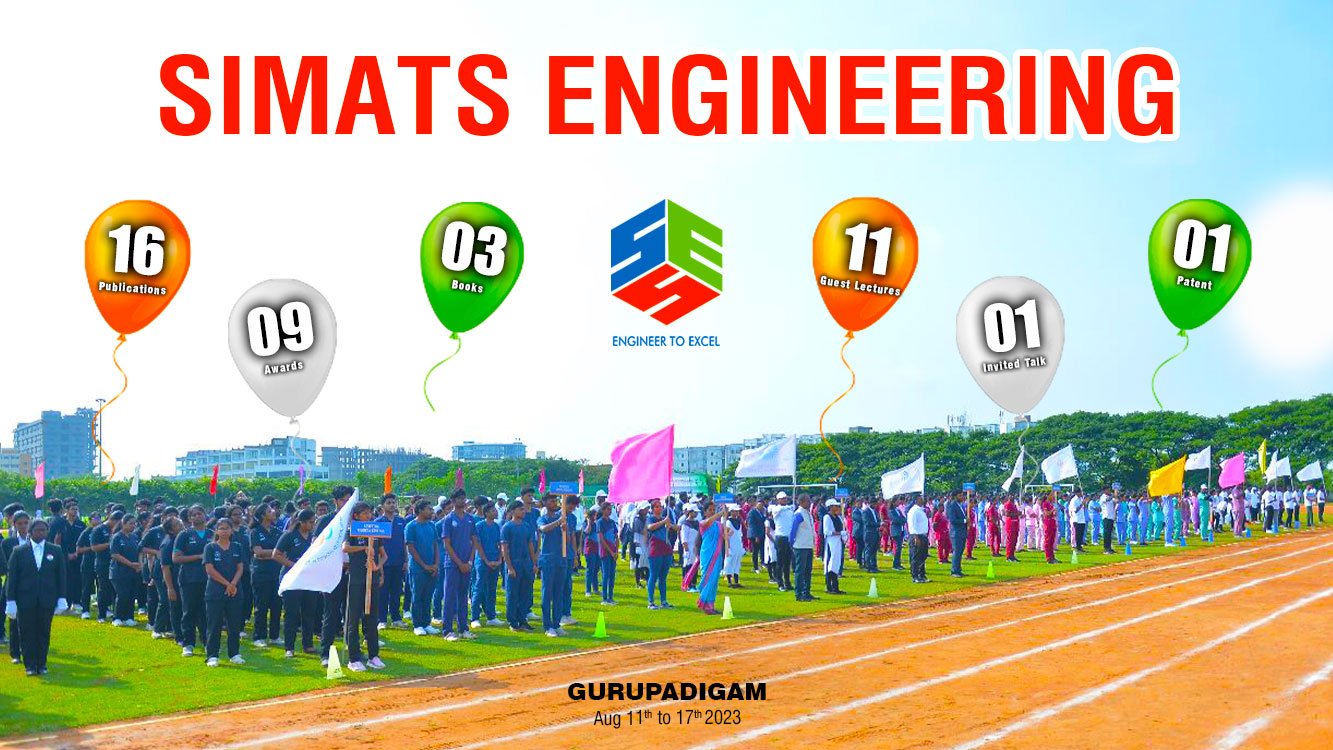 SIMATS ENGINEERING
16
Publications
09
Awards
03
Books
SES
ENGINEER TO EXCEL
11
Guest Lectures
01
Invited Talk
01
Patent
GURUPADIGAM
Aug 11th to 17th 2023